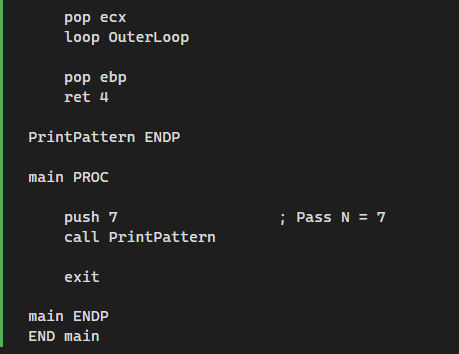 pop ecx
loop OuterLoop
pop ebp
ret 4
PrintPattern ENDP
main PROC
push 7 ; Pass N = 7
call PrintPattern
exit
main ENDP
END main